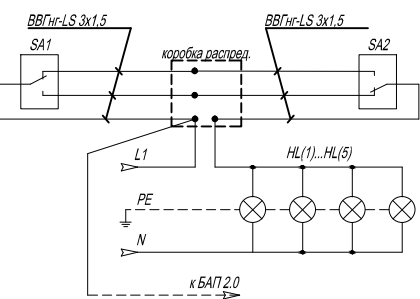 ВВГнг-LS 3х1,5
ВВГнг-LS 3х1,5
SA1
коробка распред.
SA2
L1
HL(1)...HL(5)
PE
N
к БАП 2.0